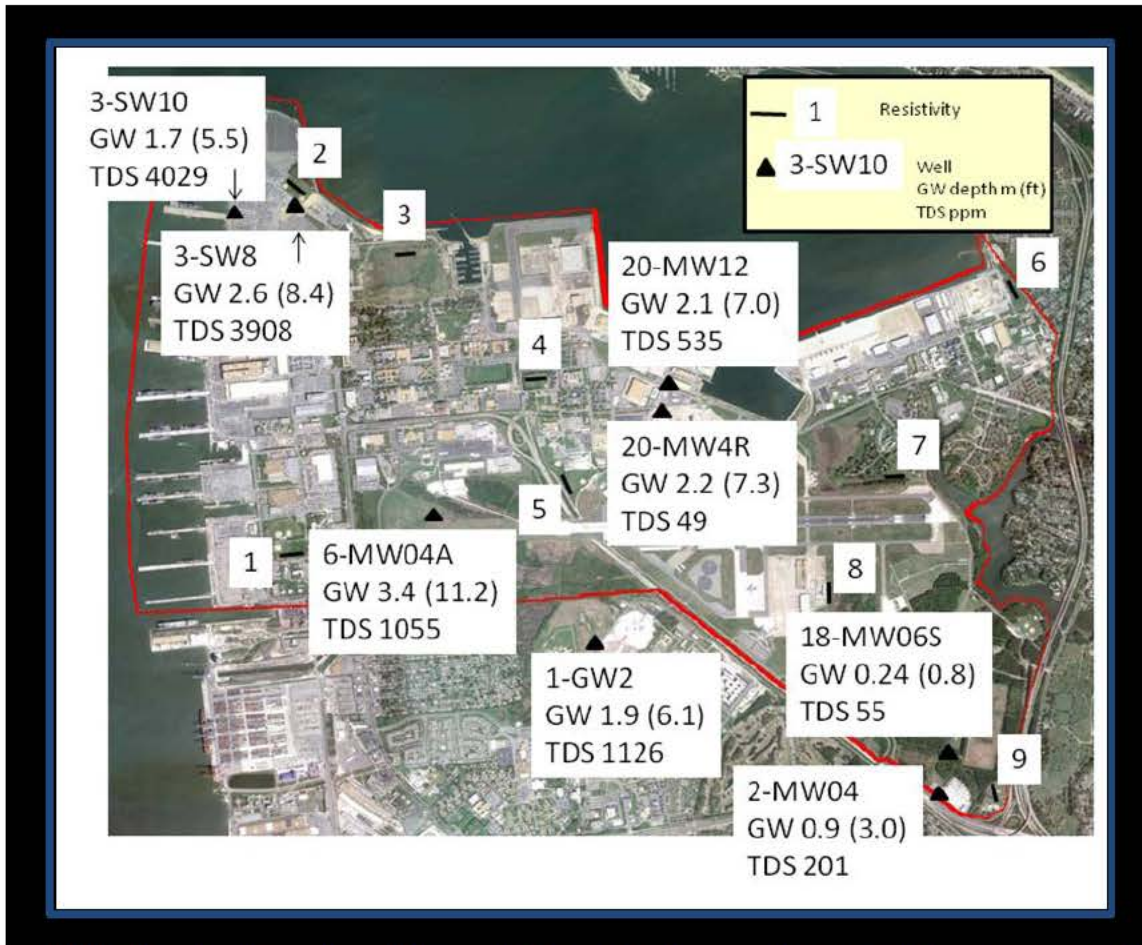 3-SW10
GW 1.7 (5.5)
TDS 4029
2
3
3-SW8
GW 2.6 (8.4)
TDS 3908
1 Resistivity
3-SW10 Well
GW depth m (ft)
TDS ppm
20-MW12
GW 2.1 (7.0)
TDS 535
6
4
20-MW4R
GW 2.2 (7.3)
TDS 49
7
5
1
6-MW04A
GW 3.4 (11.2)
TDS 1055
8
18-MW06S
GW 0.24 (0.8)
TDS 55
1-GW2
GW 1.9 (6.1)
TDS 1126
9
2-MW04
GW 0.9 (3.0)
TDS 201